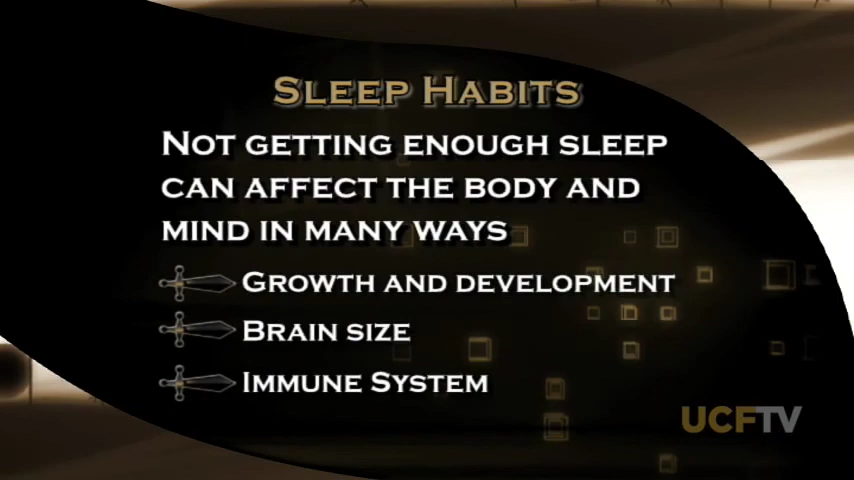 Sleep Habits
Not getting enough sleep
can affect the body and
mind in many ways
Growth and development
Brain size
Immune System
UCFTV